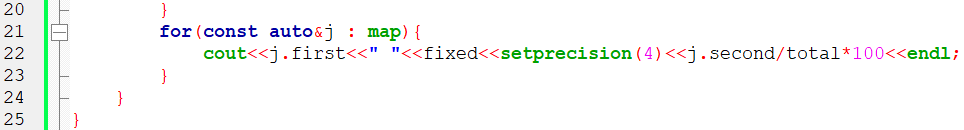 20 }
21 for(const auto&j : map){
22 cout<<j.first<<" "<<fixed<<setprecision(4)<<j.second/total*100<<endl;
23 }
24 }
25 }